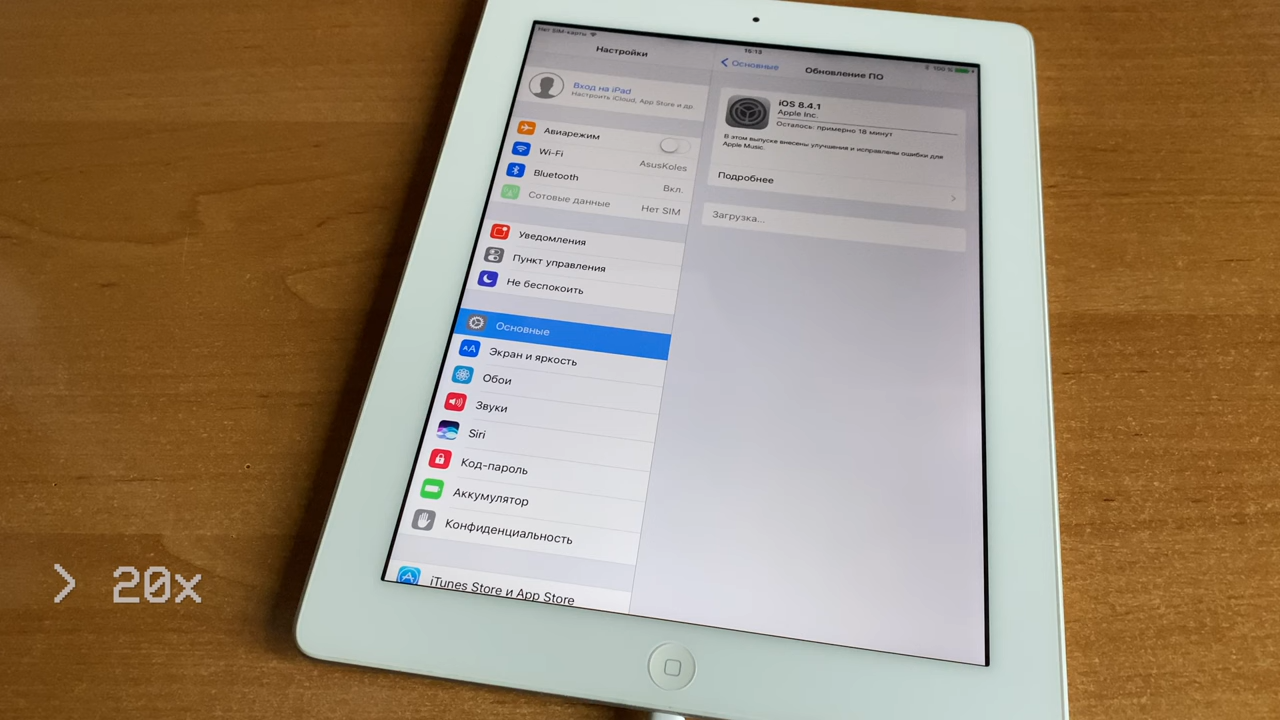 Нет SIM-карты
15:13
100 %
Настройки
Основные
Обновление ПО
Вход на iPad
Настроить iCloud, App Store и др.
Авиарежим
Wi-Fi
AsusKoles
Bluetooth
Вкл.
Сотовые данные
Нет SIM
Уведомления
Пункт управления
Не беспокоить
Основные
AA
Экран и яркость
Обои
Звуки
Siri
Код-пароль
Аккумулятор
Конфиденциальность
iTunes Store и App Store
iOS 8.4.1
Apple Inc.
Осталось: примерно 18 минут
В этом выпуске внесены улучшения и исправлены ошибки для
Apple Music.
Подробнее
Загрузка...
> 20x